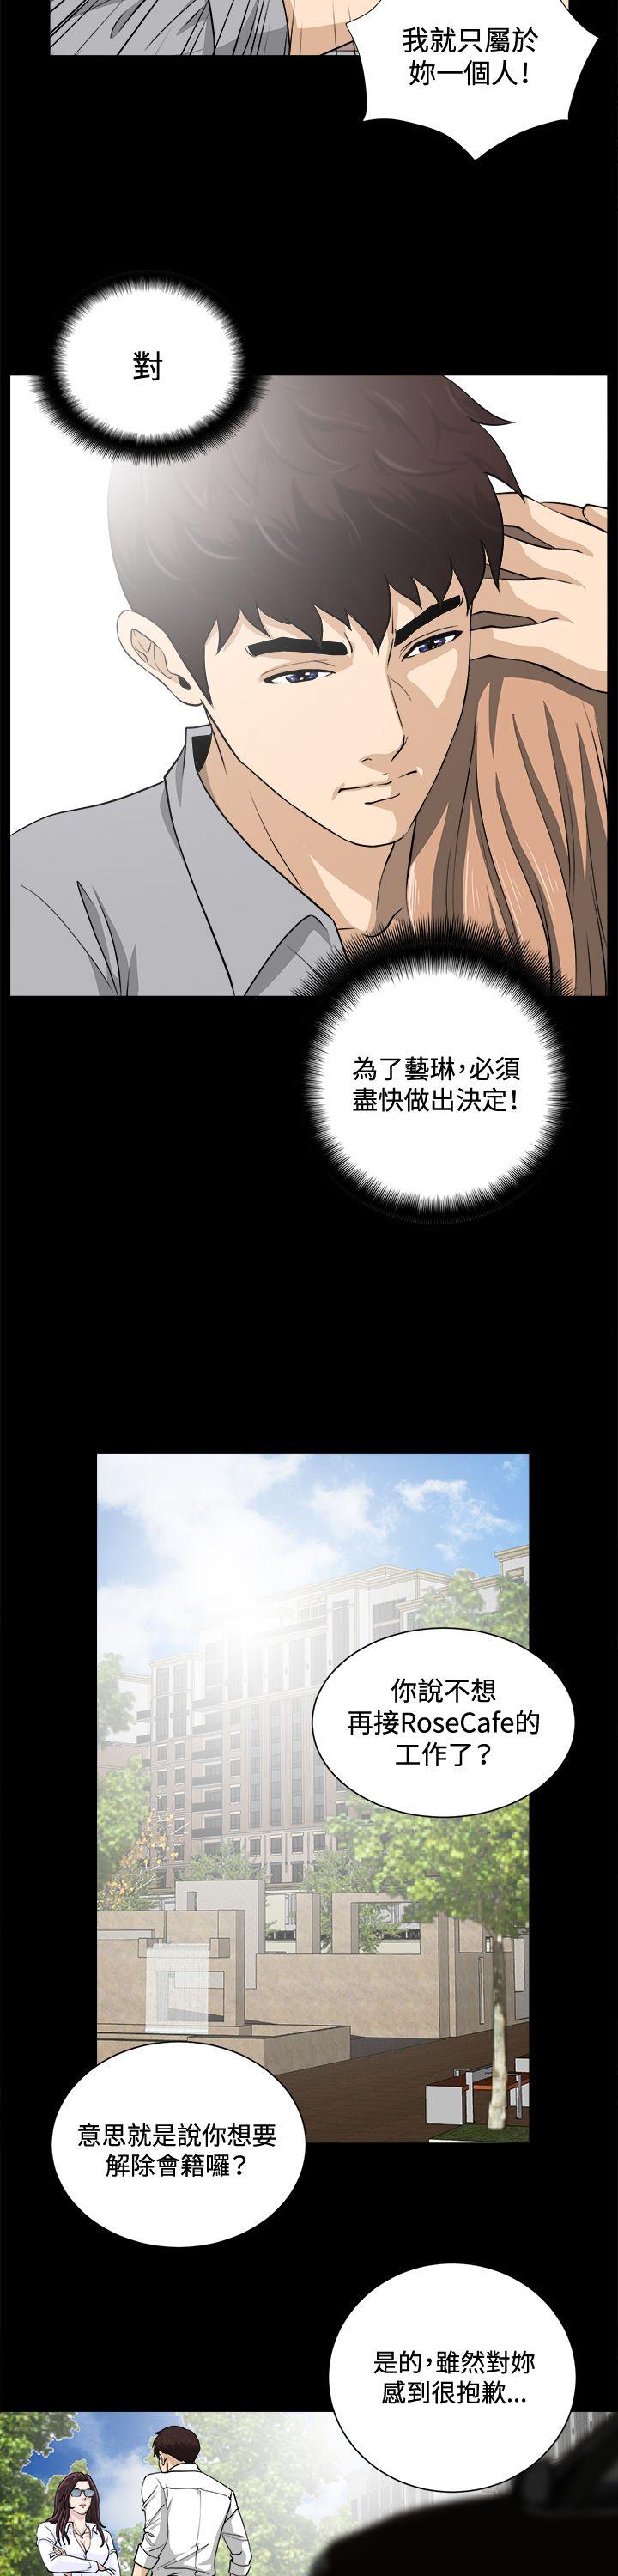 我就只屬於
妳一個人!
對
為了藝琳,必須
盡快做出決定!
你說不想
再接RoseCafe的
工作了?
意思就是說你想要
解除會籍囉?
是的,雖然對妳
感到很抱歉...